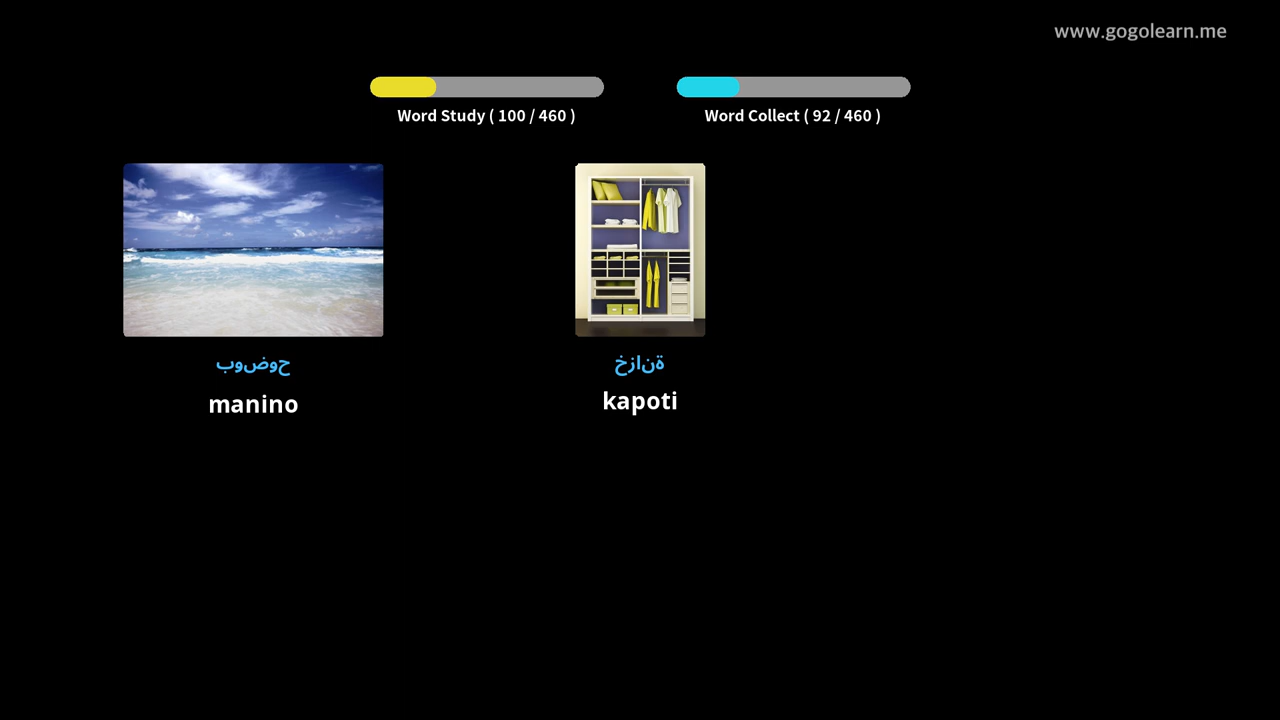 www.gogolearn.me
Word Study ( 100 / 460 )
Word Collect ( 92 / 460 )
حوضوب
manino
ةنازخ
kapoti